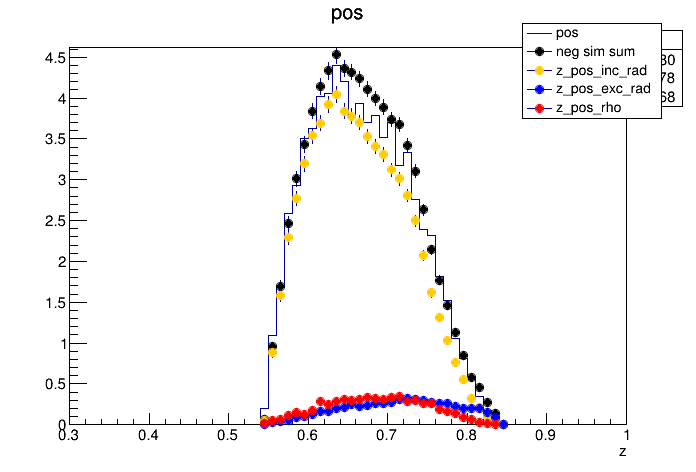 pos
pos
neg sim sum
z_pos_inc_rad
z_pos_exc_rad
z_pos_rho
80
78
68
4.5
4
3.5
3
2.5
2
1.5
1
0.5
0
0.3 0.4 0.5 0.6 0.7 0.8 0.9 1
z